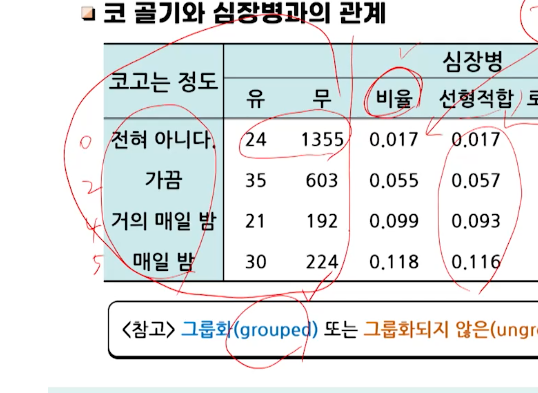 코 골기와 심장병과의 관계
코고는 정도 심장병
유 무 비율 선형적합
0 전혀 아니다. 24 1355 0.017 0.017
2 가끔 35 603 0.055 0.057
4 거의 매일 밤 21 192 0.099 0.093
5 매일 밤 30 224 0.118 0.116
<참고> 그룹화(grouped) 또는 그룹화되지 않은(ungr